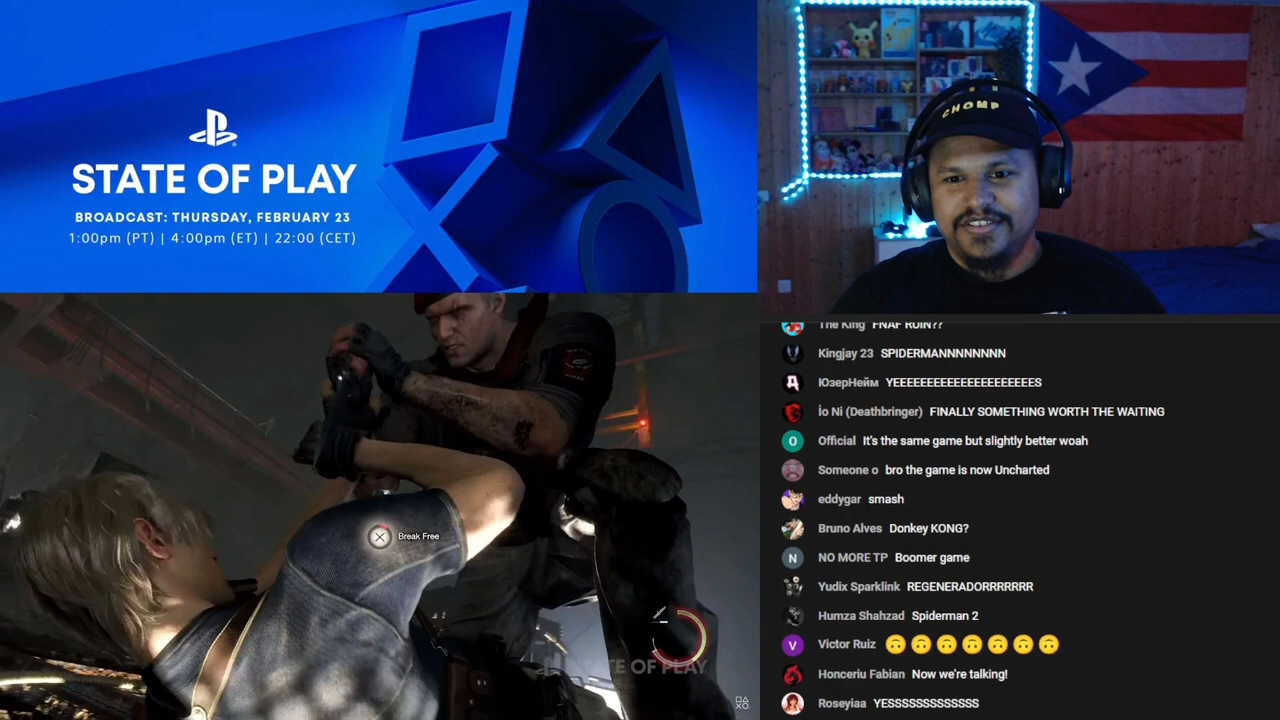 STATE OF PLAY
BROADCAST: THURSDAY, FEBRUARY 23
1:00pm (PT) | 4:00pm (ET) | 22:00 (CET)
CHOMP
Break Free
STATE OF PLAY
The King FNAF RUIN??
Kingjay 23 SPIDERMANNNNNNNN
ЮзерНейм YEEEEEEEEEEEEEEEEEEEEEES
İo Ni (Deathbringer) FINALLY SOMETHING WORTH THE WAITING
O Official It's the same game but slightly better woah
Someone o bro the game is now Uncharted
eddygar smash
Bruno Alves Donkey KONG?
N NO MORE TP Boomer game
Yudix Sparklink REGENERADORRRRRRR
Humza Shahzad Spiderman 2
V Victor Ruiz 🙃🙃🙃🙃🙃🙃🙃
Honceriu Fabian Now we're talking!
Roseyiaa YESSSSSSSSSSSSS